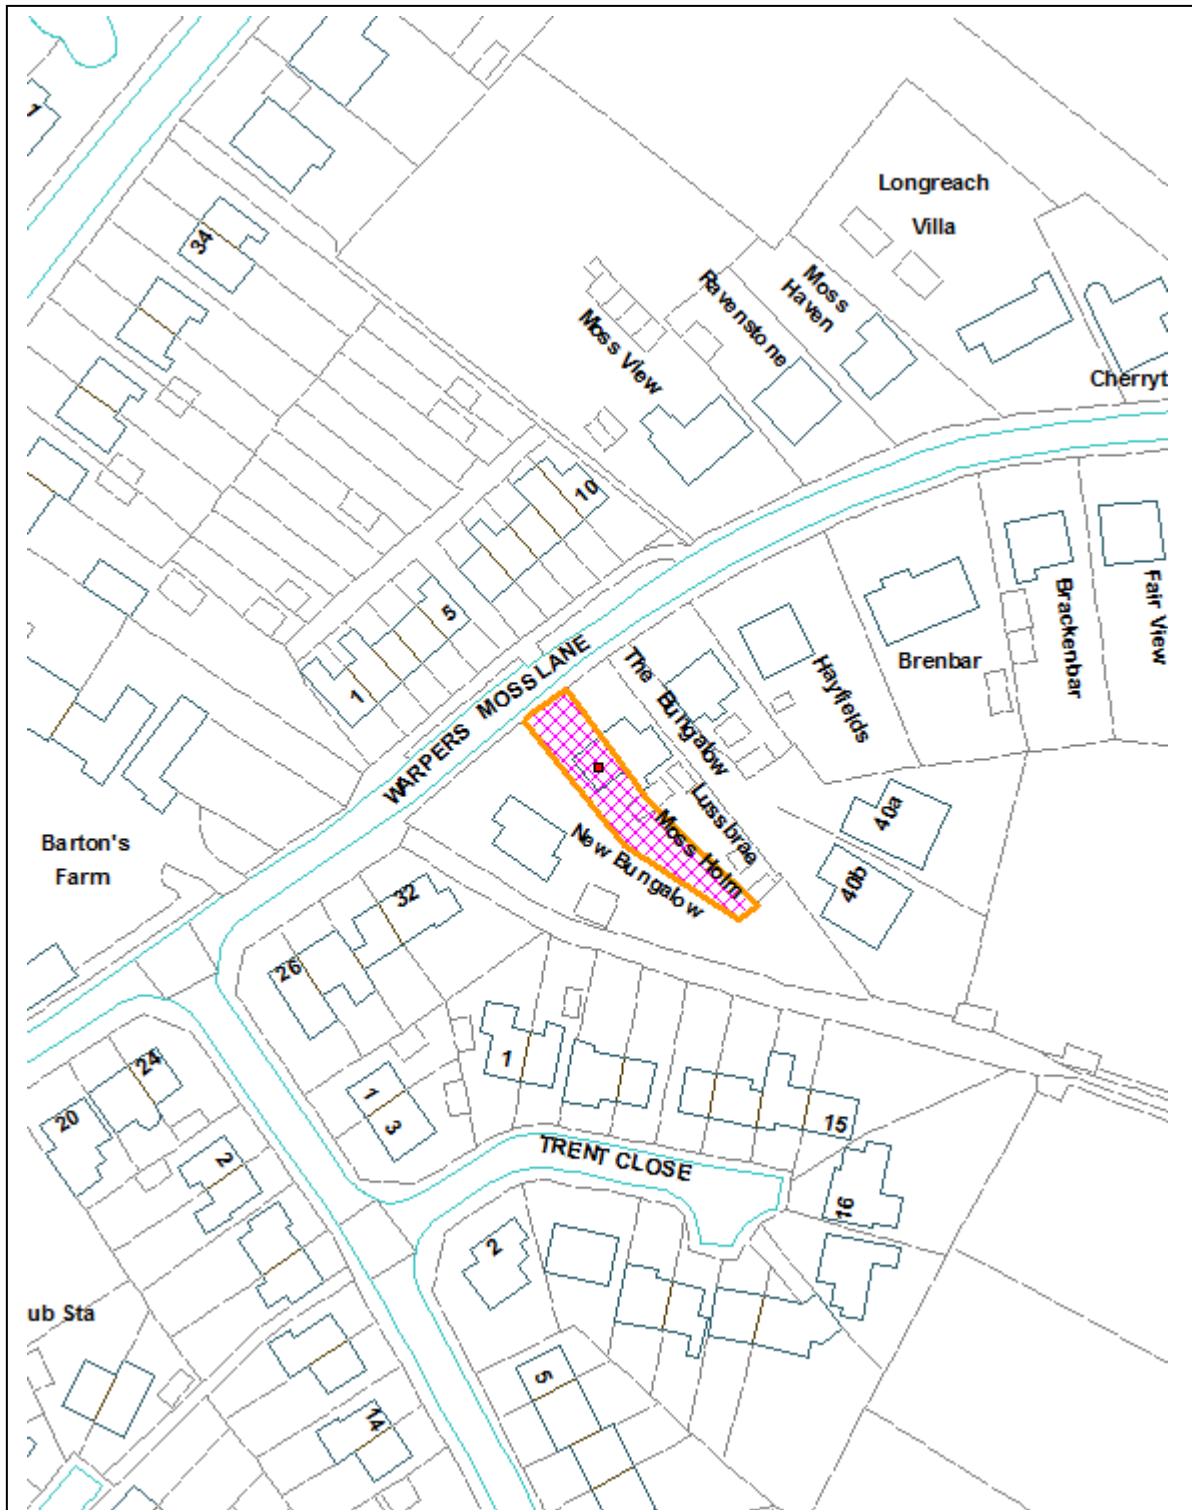 1
Longreach
Villa
34
Moss
Haven
Ravenstone
Moss View
Cherryt
10
5
1
WARPERS MOSS LANE
The Bungalow
Hayfields
Brenbar
Brackenbar
Fair View
Lussbrae
Moss Holm
New Bungalow
40a
40b
Barton's
Farm
32
26
1
24
20
1
3
2
15
TRENT CLOSE
16
2
ub Sta
5
14